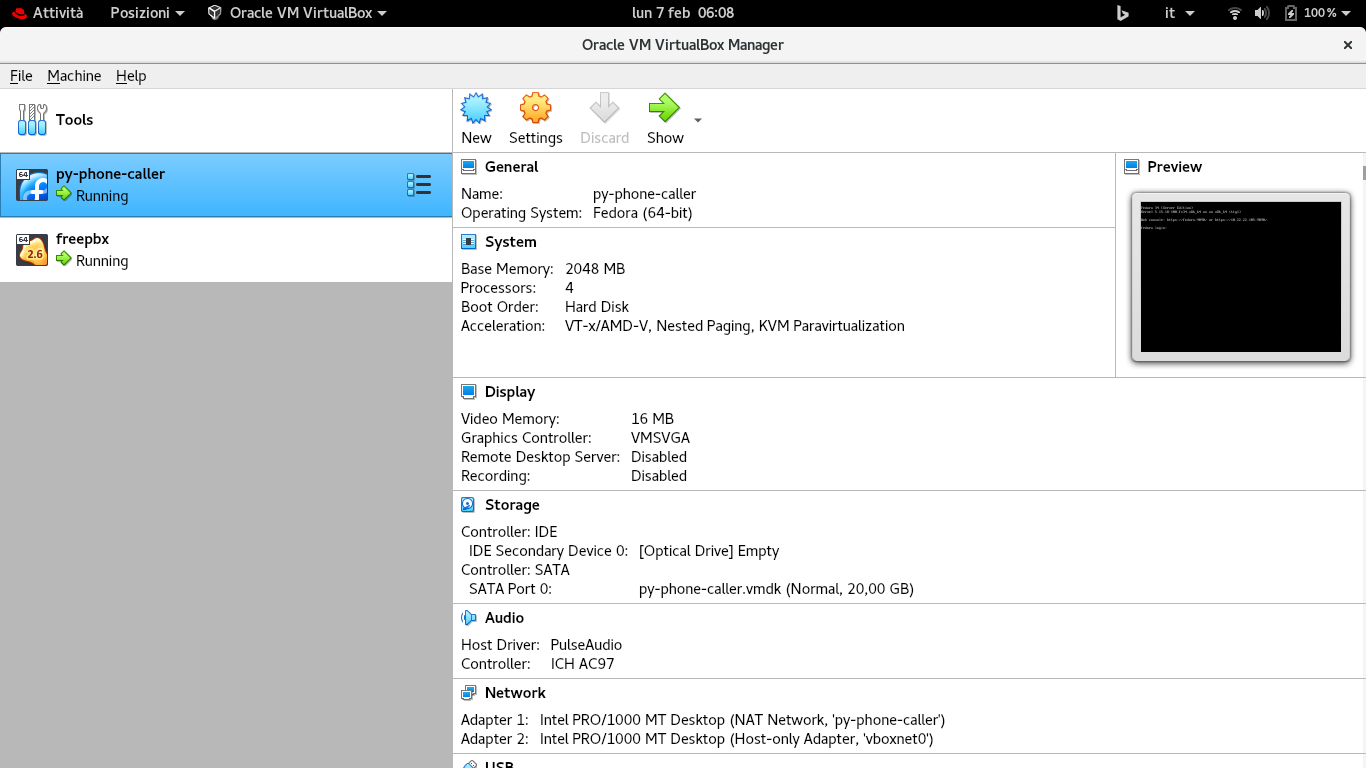 Attività Posizioni Oracle VM VirtualBox lun 7 feb 06:08 it 100%
Oracle VM VirtualBox Manager
File Machine Help
Tools
New Settings Discard Show
64 py-phone-caller
Running
64 freepbx
2.6 Running
General
Name: py-phone-caller
Operating System: Fedora (64-bit)
Preview
System
Base Memory: 2048 MB
Processors: 4
Boot Order: Hard Disk
Acceleration: VT-x/AMD-V, Nested Paging, KVM Paravirtualization
Display
Video Memory: 16 MB
Graphics Controller: VMSVGA
Remote Desktop Server: Disabled
Recording: Disabled
Storage
Controller: IDE
IDE Secondary Device 0: [Optical Drive] Empty
Controller: SATA
SATA Port 0: py-phone-caller.vmdk (Normal, 20,00 GB)
Audio
Host Driver: PulseAudio
Controller: ICH AC97
Network
Adapter 1: Intel PRO/1000 MT Desktop (NAT Network, 'py-phone-caller')
Adapter 2: Intel PRO/1000 MT Desktop (Host-only Adapter, 'vboxnet0')
USB